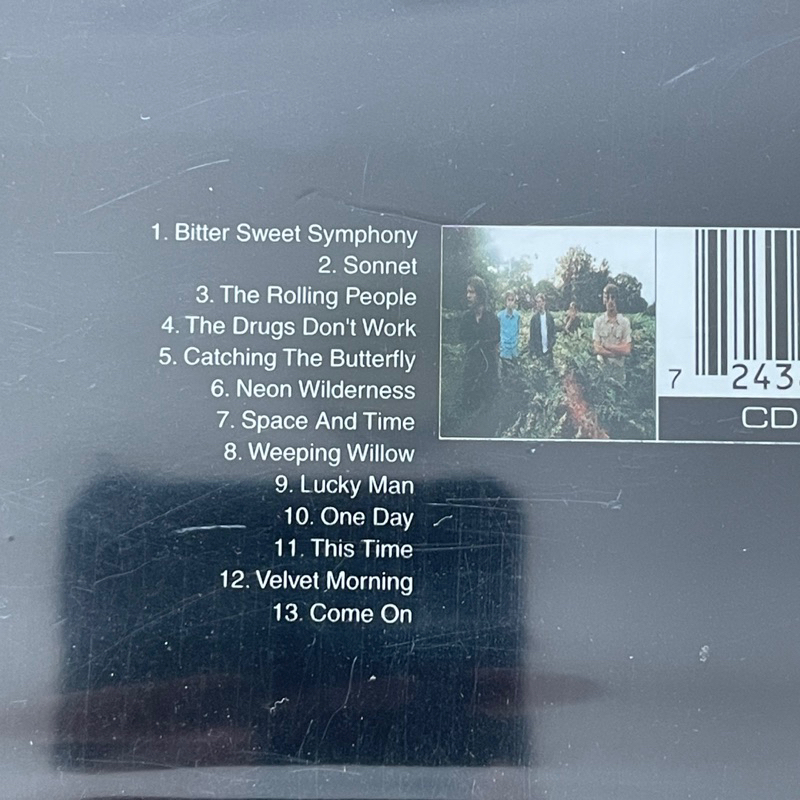 1. Bitter Sweet Symphony
2. Sonnet
3. The Rolling People
4. The Drugs Don't Work
5. Catching The Butterfly
6. Neon Wilderness
7. Space And Time
8. Weeping Willow
9. Lucky Man
10. One Day
11. This Time
12. Velvet Morning
13. Come On
7 243
CD